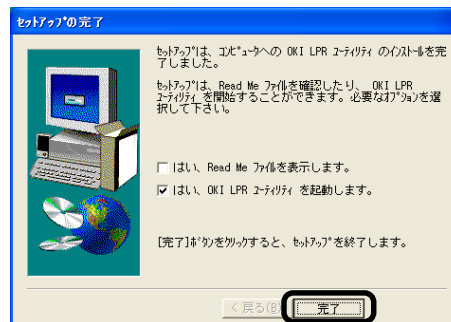 ｾｯﾄｱｯﾌﾟの完了
ｾｯﾄｱｯﾌﾟは、ｺﾝﾋﾟｭｰﾀへの OKI LPR ﾕｰﾃｨﾘﾃｨ のｲﾝｽﾄｰﾙを完
了しました。
ｾｯﾄｱｯﾌﾟは、Read Me ﾌｧｲﾙを確認したり、 OKI LPR
ﾕｰﾃｨﾘﾃｨ を開始することができます。必要なｵﾌﾟｼｮﾝを選
択して下さい。
はい、Read Me ﾌｧｲﾙを表示します。
はい、OKI LPR ﾕｰﾃｨﾘﾃｨ を起動します。
[完了]ﾎﾞﾀﾝをｸﾘｯｸすると、ｾｯﾄｱｯﾌﾟを終了します。
< 戻る(B)
完了